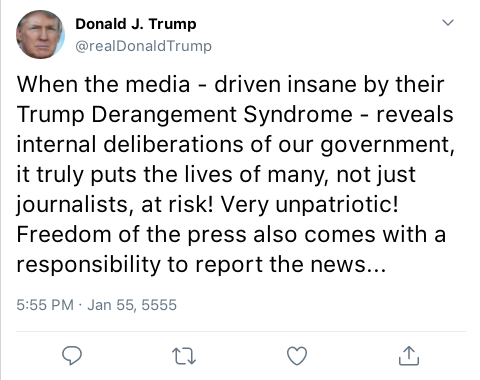 Donald J. Trump
@realDonaldTrump
When the media - driven insane by their
Trump Derangement Syndrome - reveals
internal deliberations of our government,
it truly puts the lives of many, not just
journalists, at risk! Very unpatriotic!
Freedom of the press also comes with a
responsibility to report the news...
5:55 PM · Jan 55, 5555